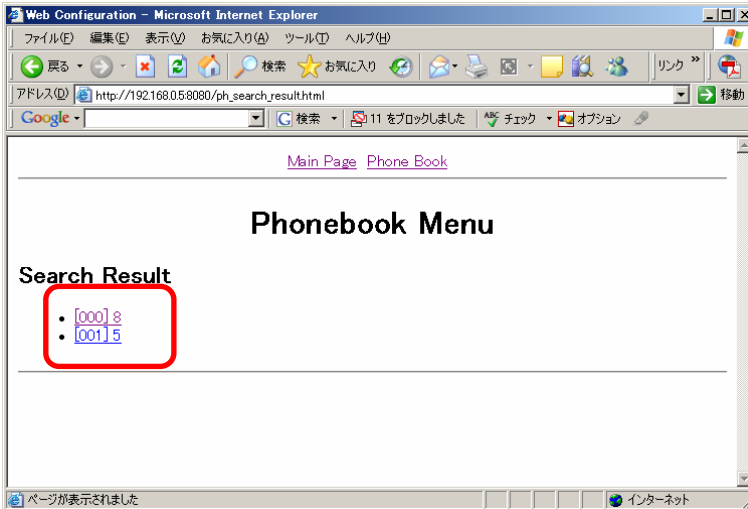 Web Configuration - Microsoft Internet Explorer
ファイル(F) 編集(E) 表示(V) お気に入り(A) ツール(T) ヘルプ(H)
戻る 検索 お気に入り リンク »
アドレス(D) http://192.168.0.5:8080/ph_search_result.html 移動
Google 検索 11 をブロックしました ABC チェック オプション
Main Page Phone Book
Phonebook Menu
Search Result
• [000] 8
• [001] 5
ページが表示されました インターネット